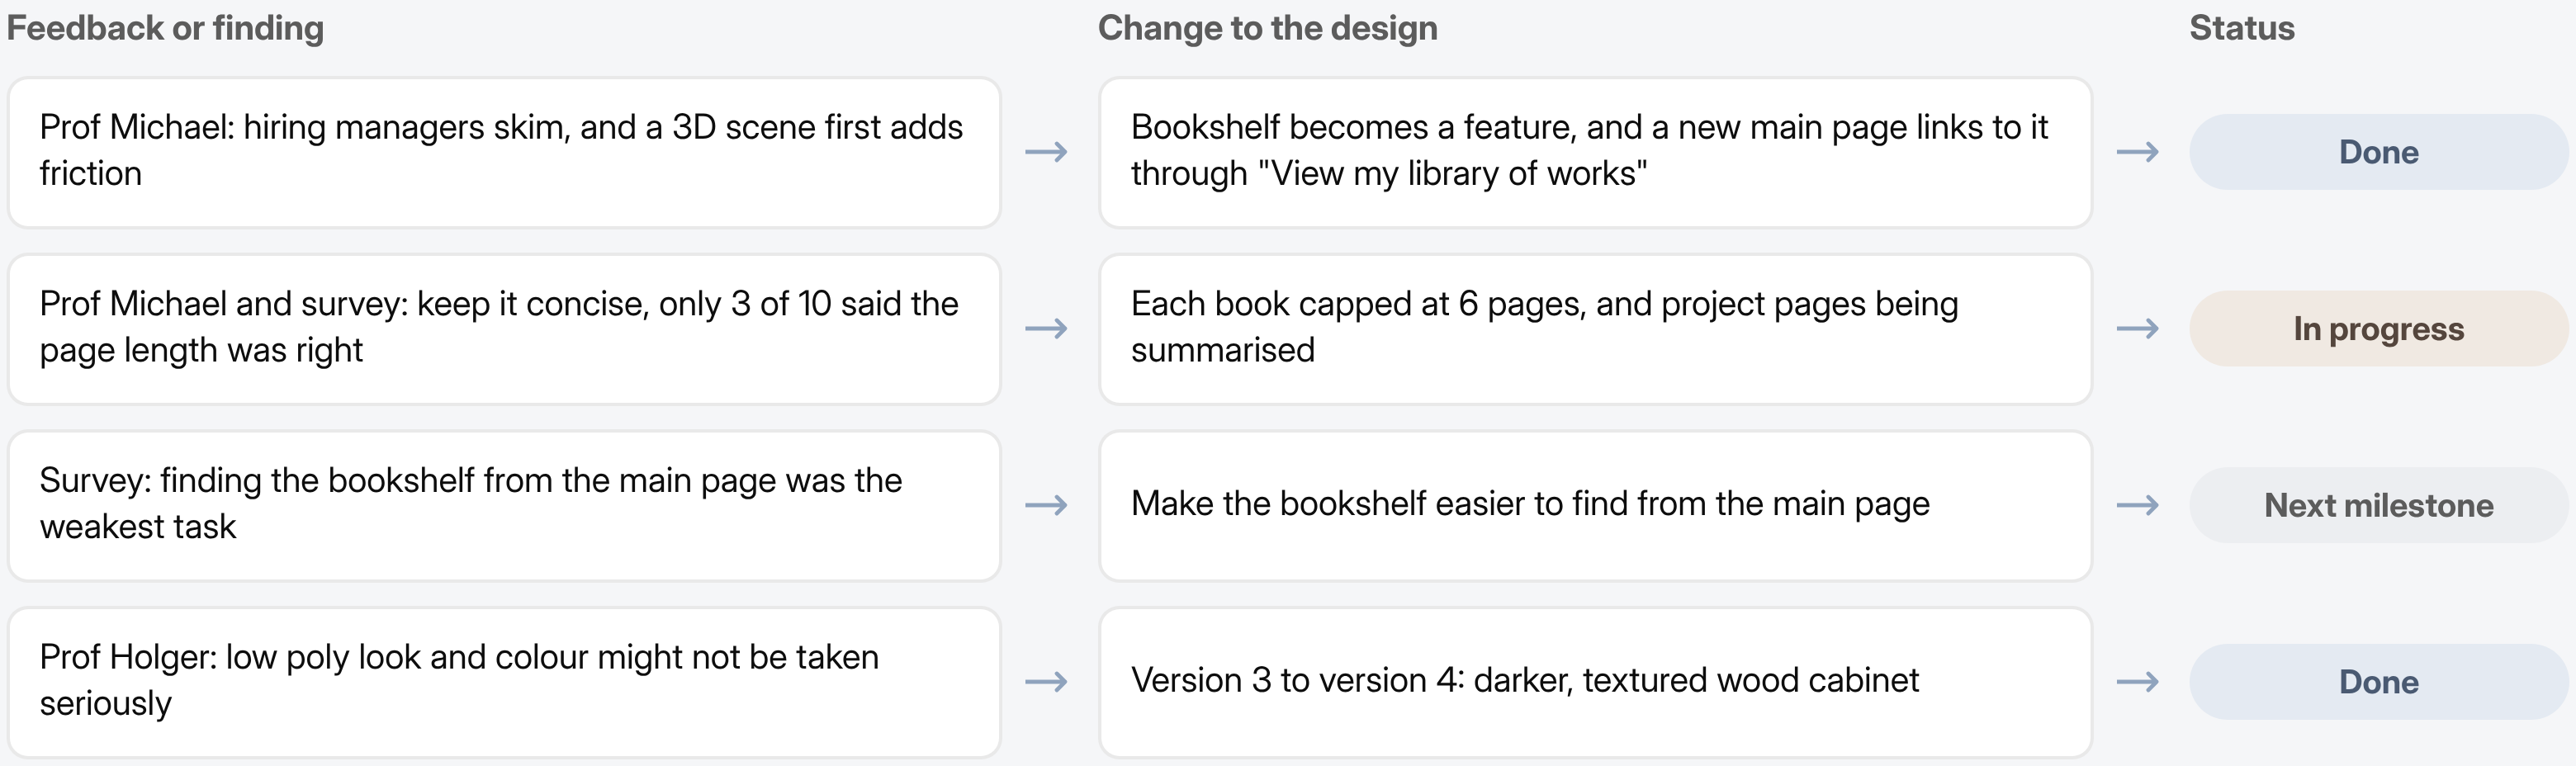 Feedback or finding
Change to the design
Status
Prof Michael: hiring managers skim, and a 3D scene first adds
friction
Bookshelf becomes a feature, and a new main page links to it
through "View my library of works"
Done
Prof Michael and survey: keep it concise, only 3 of 10 said the
page length was right
Each book capped at 6 pages, and project pages being
summarised
In progress
Survey: finding the bookshelf from the main page was the
weakest task
Make the bookshelf easier to find from the main page
Next milestone
Prof Holger: low poly look and colour might not be taken
seriously
Version 3 to version 4: darker, textured wood cabinet
Done